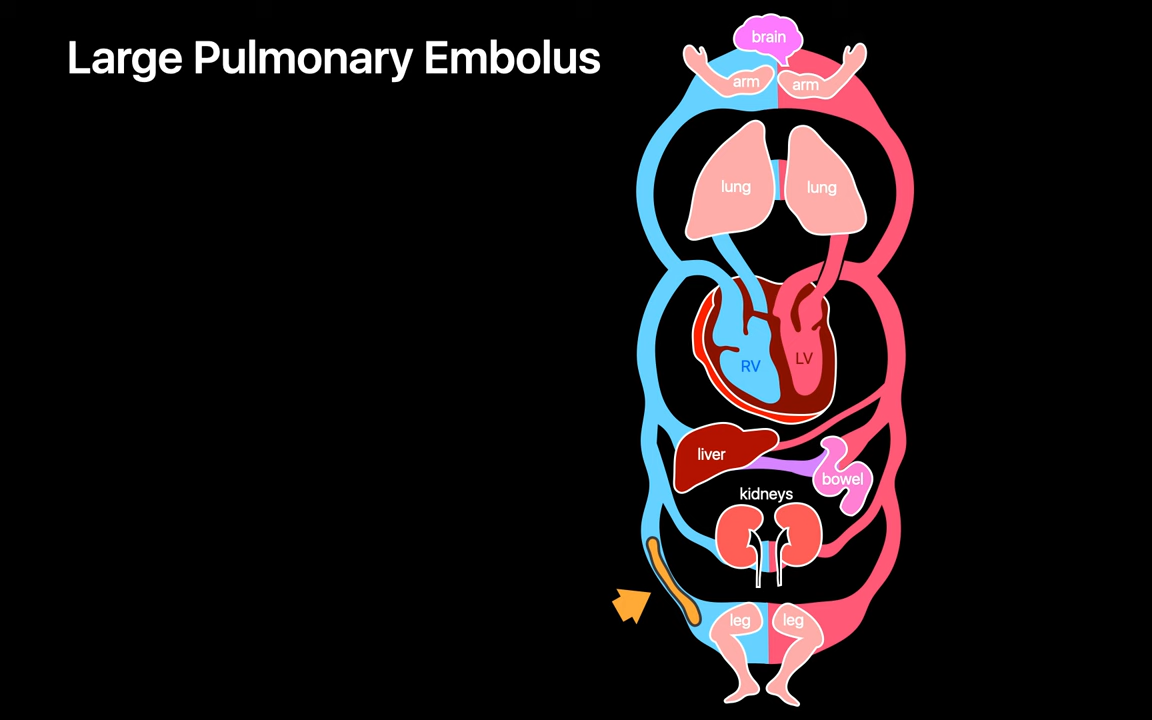 Large Pulmonary Embolus
brain
arm
arm
lung
lung
RV
LV
liver
bowel
kidneys
leg
leg